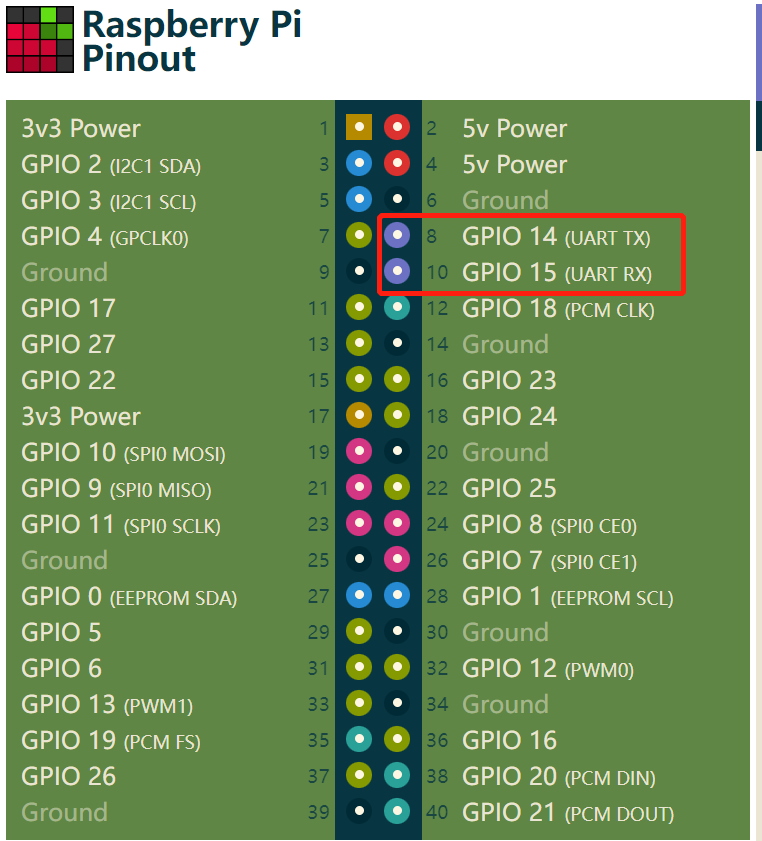 Raspberry Pi
Pinout
3v3 Power 1 2 5v Power
GPIO 2 (I2C1 SDA) 3 4 5v Power
GPIO 3 (I2C1 SCL) 5 6 Ground
GPIO 4 (GPCLK0) 7 8 GPIO 14 (UART TX)
Ground 9 10 GPIO 15 (UART RX)
GPIO 17 11 12 GPIO 18 (PCM CLK)
GPIO 27 13 14 Ground
GPIO 22 15 16 GPIO 23
3v3 Power 17 18 GPIO 24
GPIO 10 (SPI0 MOSI) 19 20 Ground
GPIO 9 (SPI0 MISO) 21 22 GPIO 25
GPIO 11 (SPI0 SCLK) 23 24 GPIO 8 (SPI0 CE0)
Ground 25 26 GPIO 7 (SPI0 CE1)
GPIO 0 (EEPROM SDA) 27 28 GPIO 1 (EEPROM SCL)
GPIO 5 29 30 Ground
GPIO 6 31 32 GPIO 12 (PWM0)
GPIO 13 (PWM1) 33 34 Ground
GPIO 19 (PCM FS) 35 36 GPIO 16
GPIO 26 37 38 GPIO 20 (PCM DIN)
Ground 39 40 GPIO 21 (PCM DOUT)